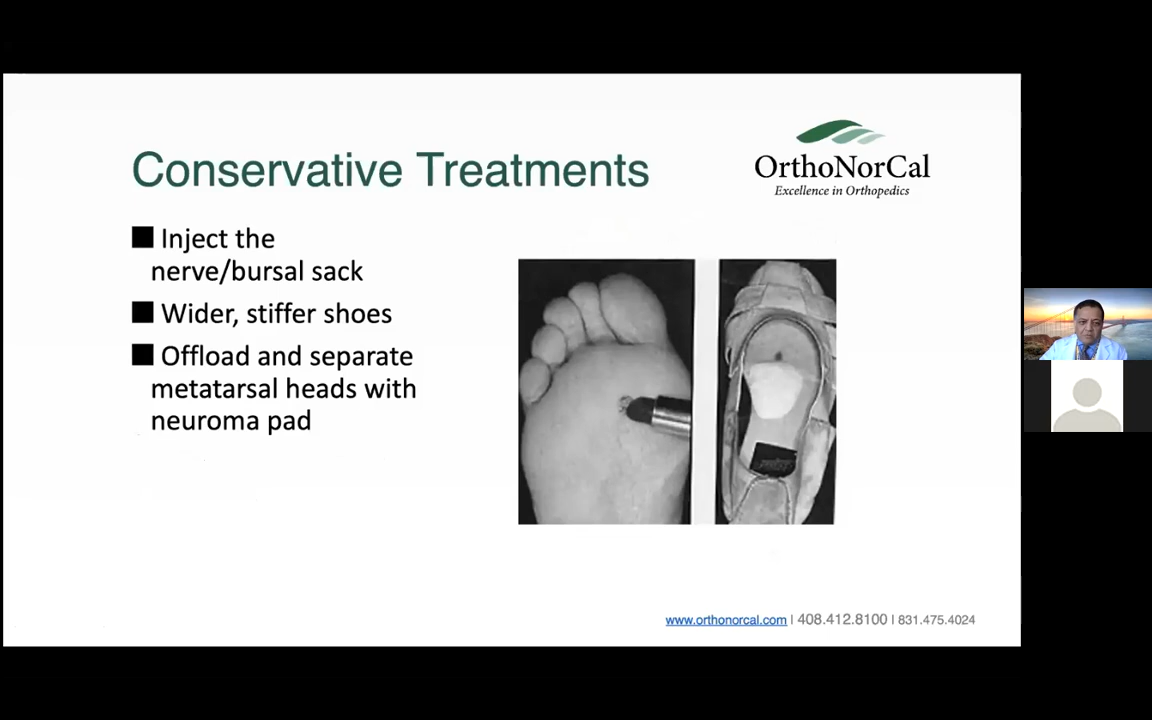 Conservative Treatments
OrthoNorCal
Excellence in Orthopedics
Inject the
nerve/bursal sack
Wider, stiffer shoes
Offload and separate
metatarsal heads with
neuroma pad
www.orthonorcal.com | 408.412.8100 | 831.475.4024